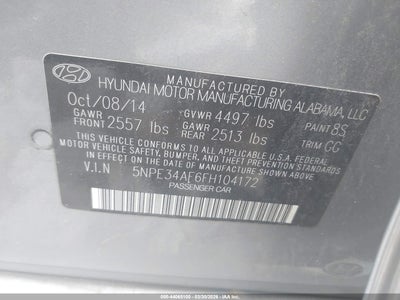 MANUFACTURED BY
HYUNDAI MOTOR MANUFACTURING ALABAMA, LLC
Oct/08/14 GVWR 4497 lbs PAINT 8S
GAWR FRONT 2557 lbs GAWR REAR 2513 lbs TRIM GG
THIS VEHICLE CONFORMS TO ALL APPLICABLE U.S.A. FEDERAL
MOTOR VEHICLE SAFETY, BUMPER, AND THEFT PREVENTION
STANDARDS IN EFFECT ON THE DATE OF MANUFACTURE SHOWN ABOVE.
V.I.N 5NPE34AF6FH104172
PASSENGER CAR